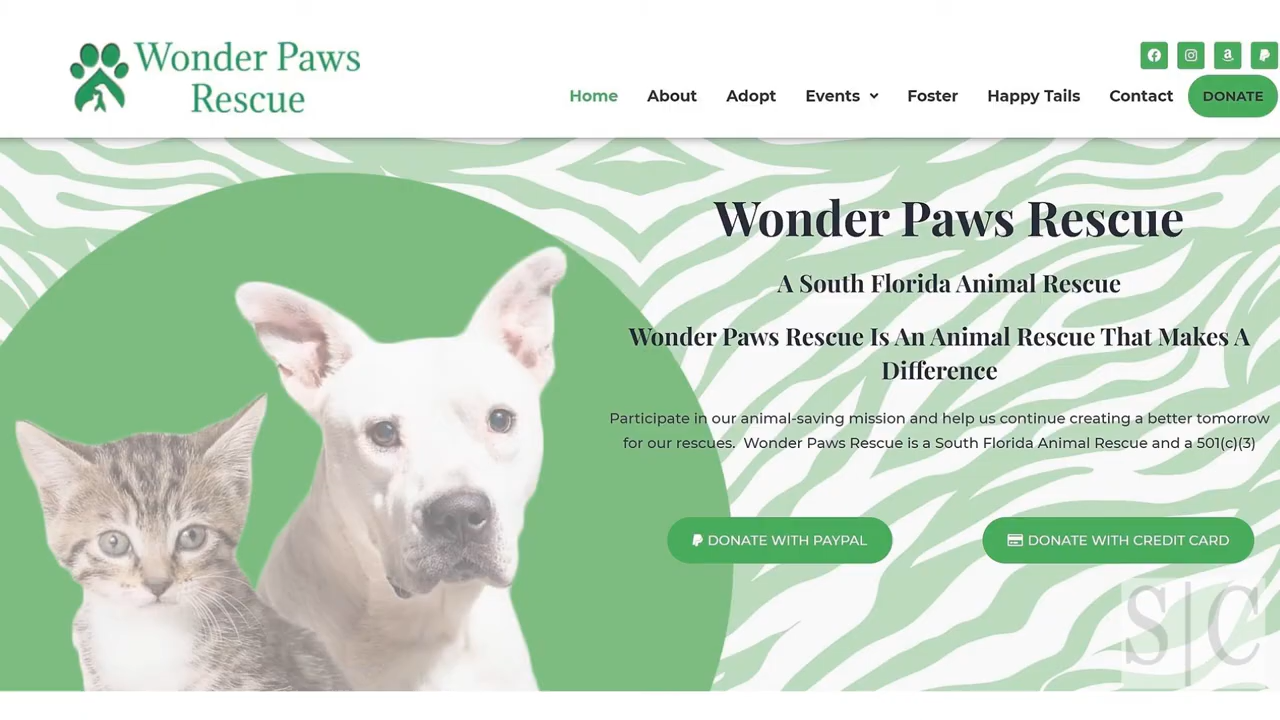 Wonder Paws
Rescue
Home About Adopt Events Foster Happy Tails Contact DONATE
Wonder Paws Rescue
A South Florida Animal Rescue
Wonder Paws Rescue Is An Animal Rescue That Makes A
Difference
Participate in our animal-saving mission and help us continue creating a better tomorrow
for our rescues. Wonder Paws Rescue is a South Florida Animal Rescue and a 501(c)(3)
DONATE WITH PAYPAL DONATE WITH CREDIT CARD
S|C